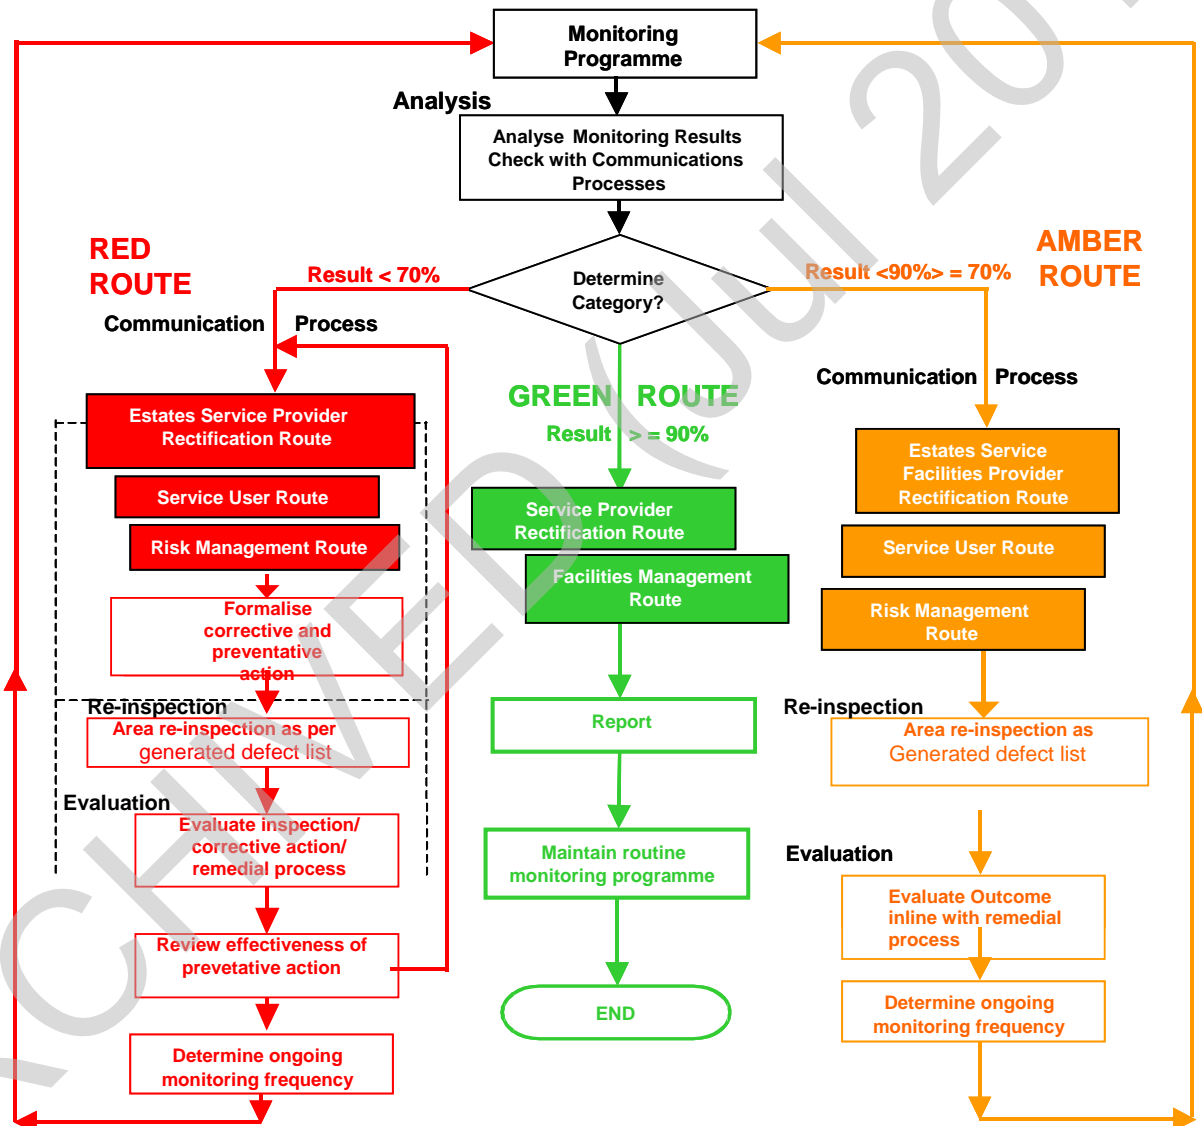 Monitoring
Programme
Analysis
Analyse Monitoring Results
Check with Communications
Processes
RED
ROUTE
Result < 70%
Determine
Category?
Result <90%> = 70%
AMBER
ROUTE
Communication Process
GREEN ROUTE
Result > = 90%
Communication Process
Estates Service Provider
Rectification Route
Service User Route
Risk Management Route
Formalise
corrective and
preventative
action
Re-inspection
Area re-inspection as per
generated defect list
Evaluation
Evaluate inspection/
corrective action/
remedial process
Review effectiveness of
prevetative action
Determine ongoing
monitoring frequency
Service Provider
Rectification Route
Facilities Management
Route
Report
Maintain routine
monitoring programme
END
Estates Service
Facilities Provider
Rectification Route
Service User Route
Risk Management
Route
Re-inspection
Area re-inspection as
Generated defect list
Evaluation
Evaluate Outcome
inline with remedial
process
Determine ongoing
monitoring frequency
RCHIVED (Jul 20